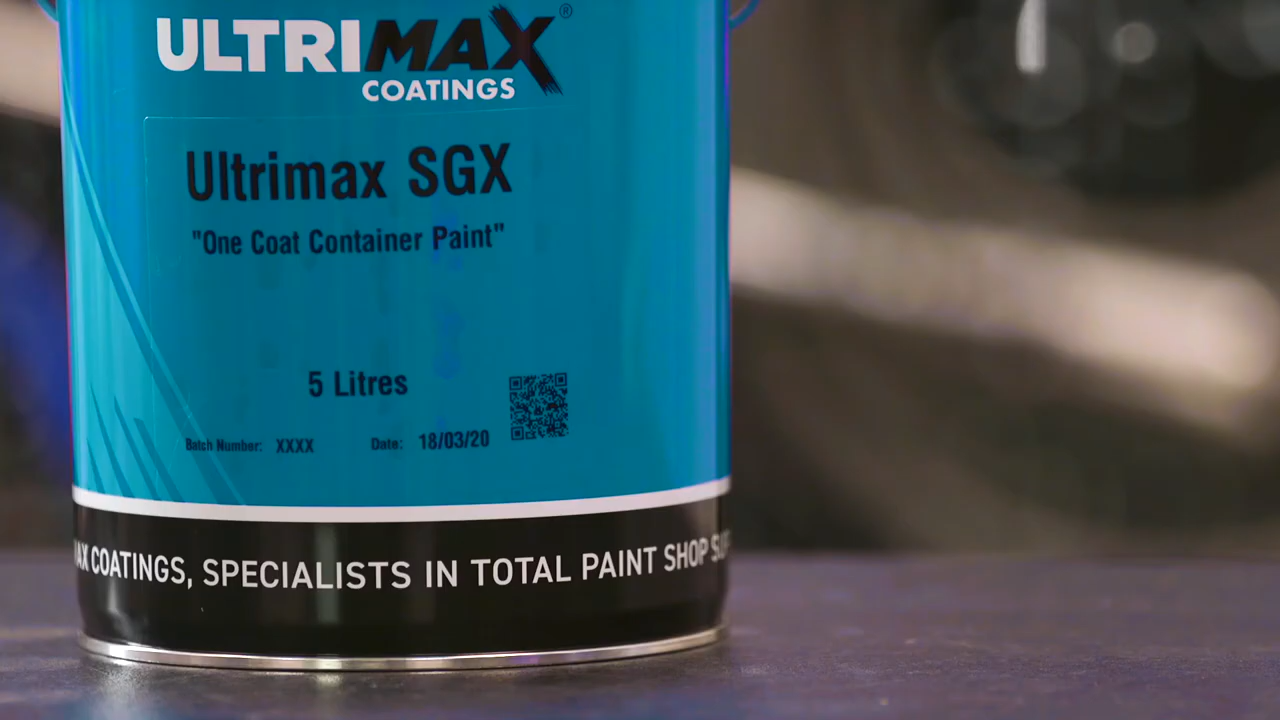 ULTRIMAX®
COATINGS
Ultrimax SGX
"One Coat Container Paint"
5 Litres
Batch Number: XXXX Date: 18/03/20
COATINGS, SPECIALISTS IN TOTAL PAINT SHOP